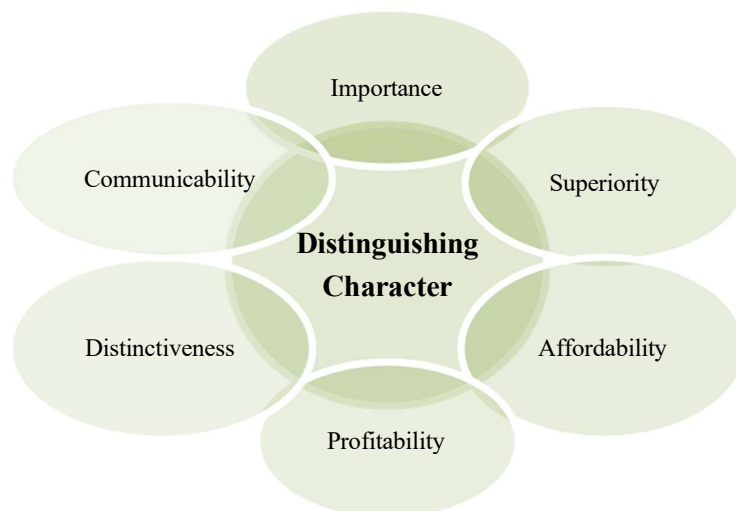 Importance
Communicability
Superiority
Distinguishing
Character
Distinctiveness
Affordability
Profitability